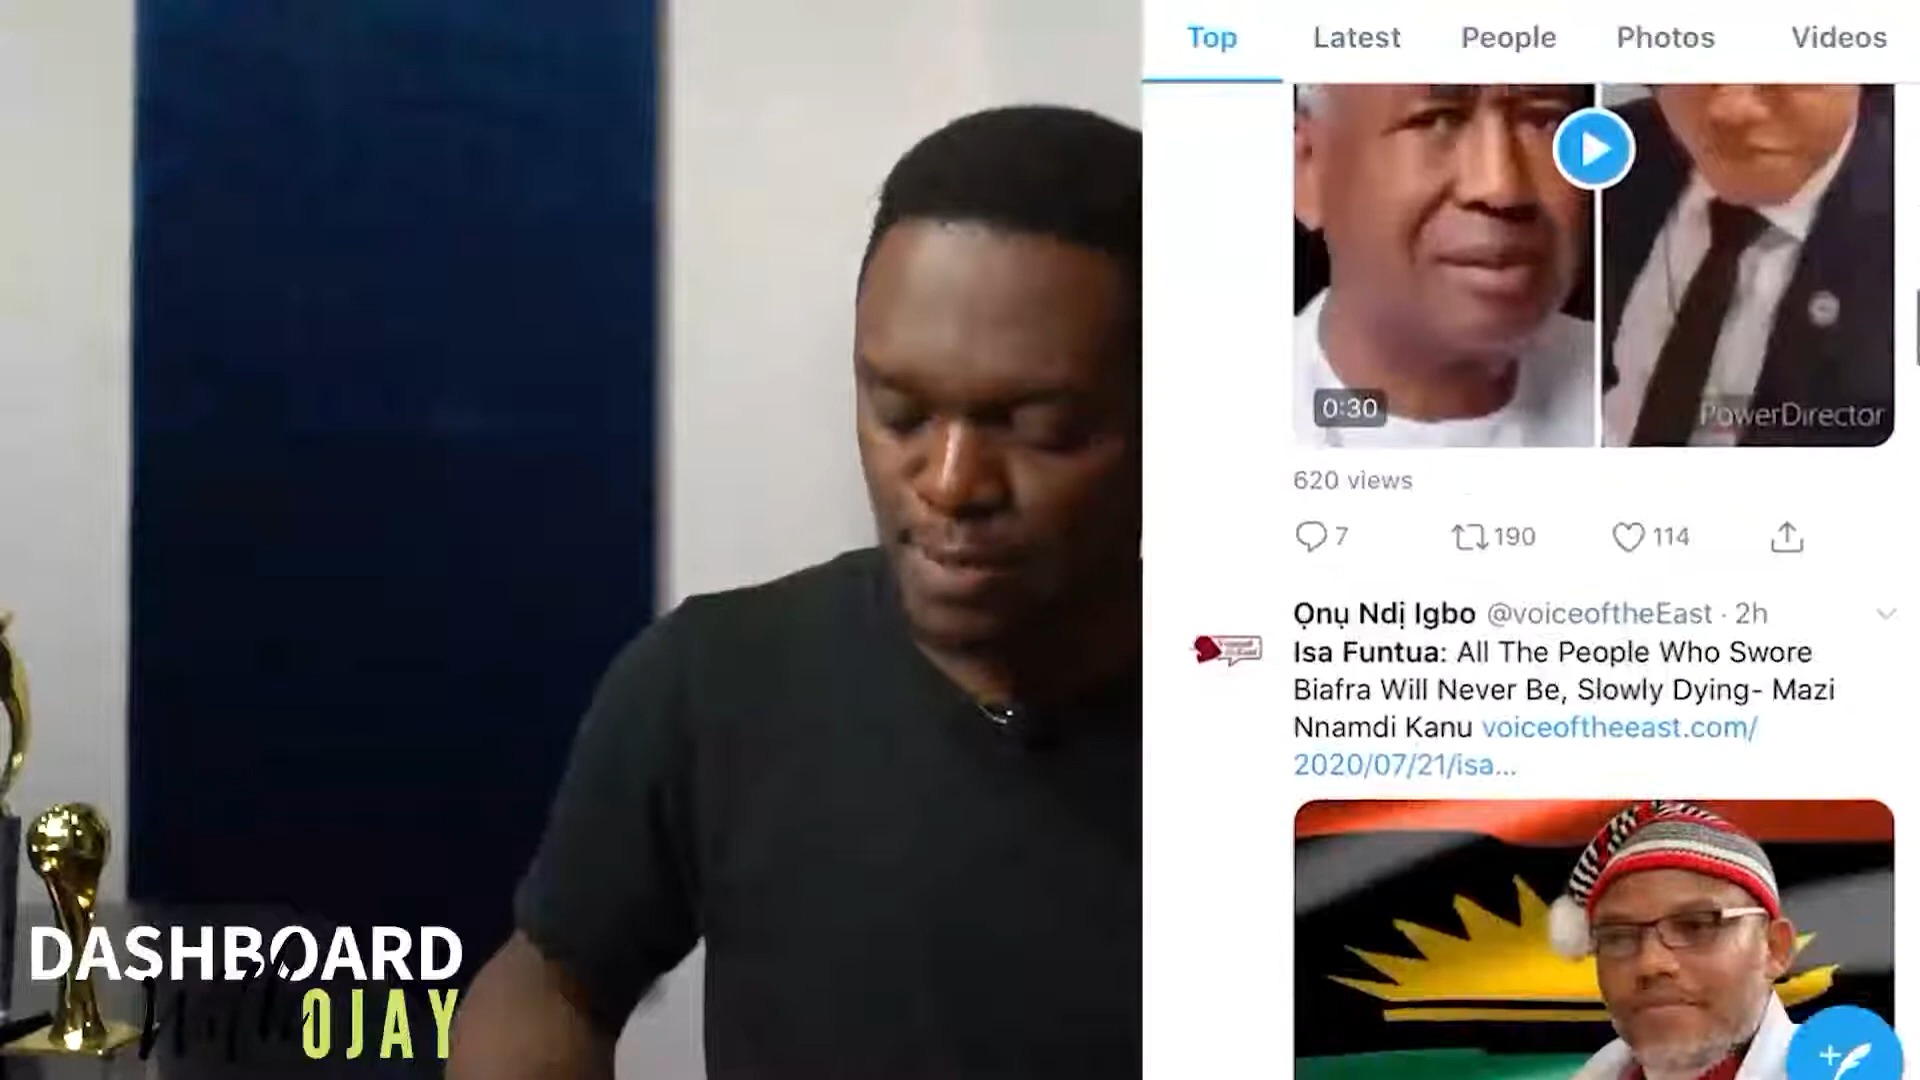 Top Latest People Photos Videos
0:30
PowerDirector
620 views
7 190 114
Ọnụ Ndị Igbo @voiceoftheEast · 2h
Isa Funtua: All The People Who Swore
Biafra Will Never Be, Slowly Dying- Mazi
Nnamdi Kanu voiceoftheeast.com/
2020/07/21/isa...
DASHBOARD
with
OJAY